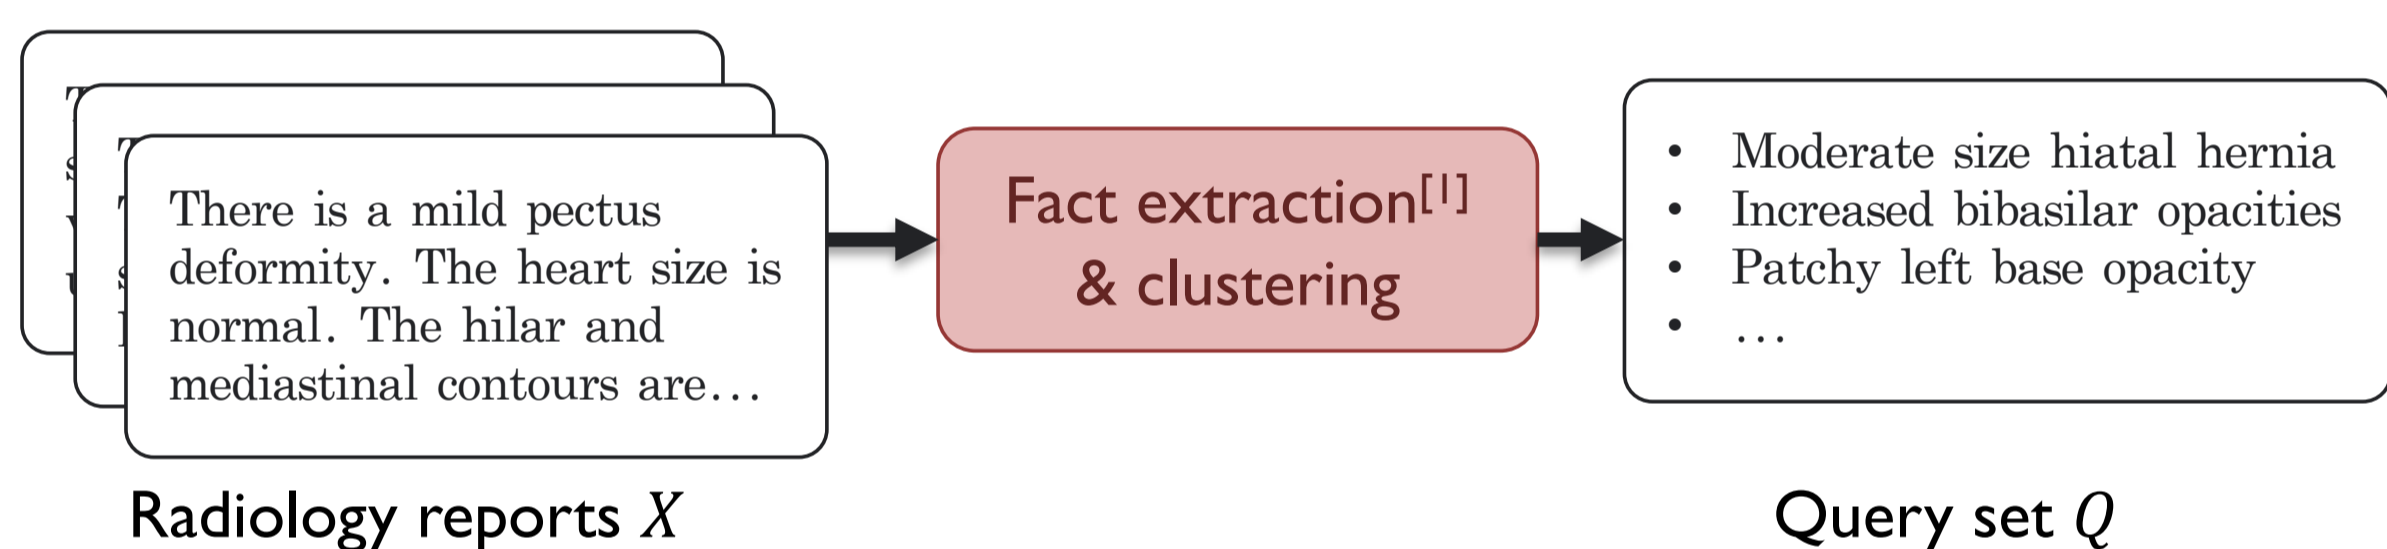 There is a mild pectus
deformity. The heart size is
normal. The hilar and
mediastinal contours are...
Radiology reports X
Fact extraction[1]
& clustering
• Moderate size hiatal hernia
• Increased bibasilar opacities
• Patchy left base opacity
• ...
Query set Q